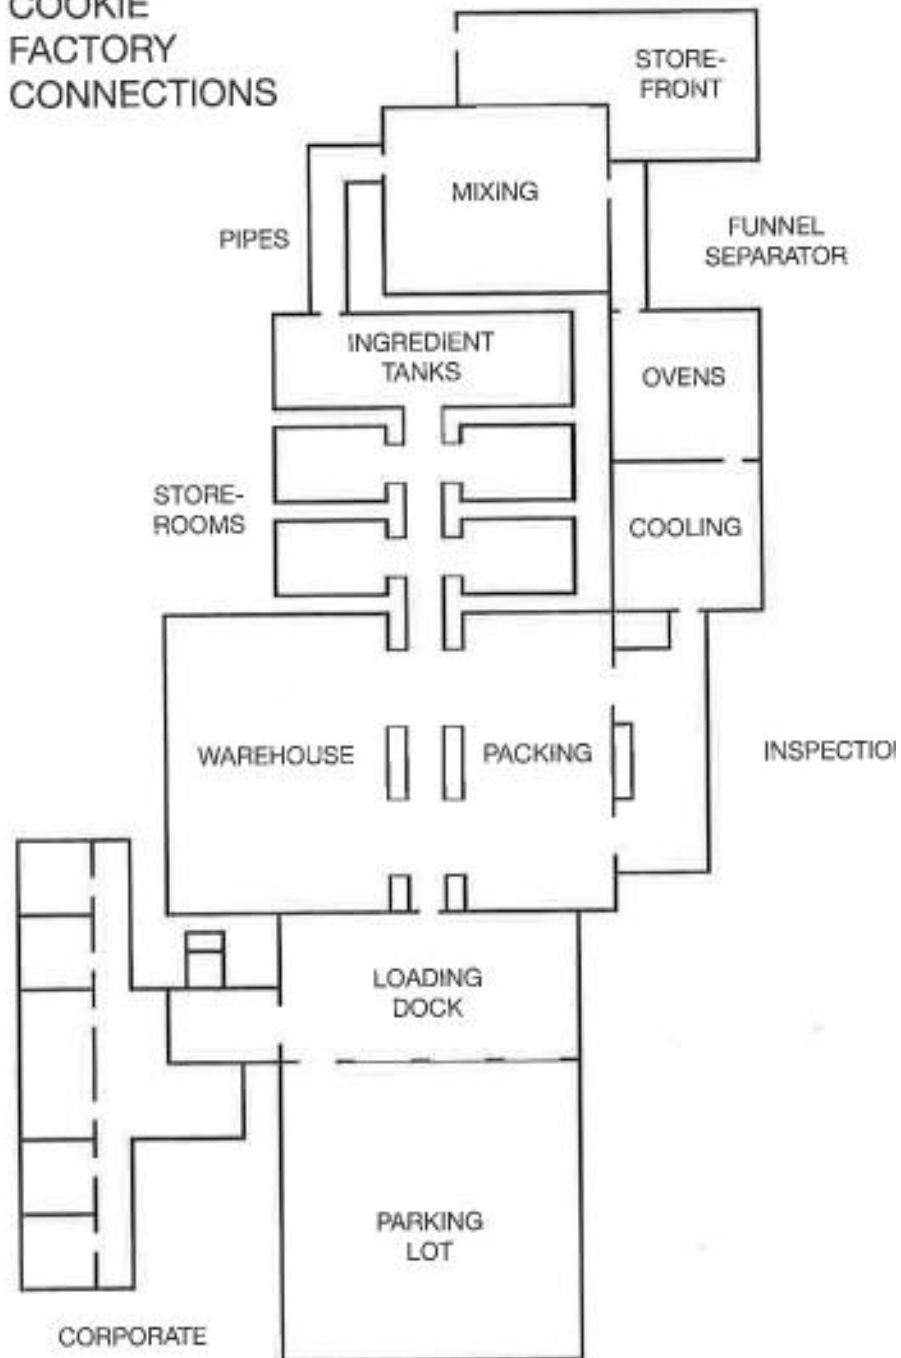 COOKIE
FACTORY
CONNECTIONS
STORE-
FRONT
MIXING
PIPES
FUNNEL
SEPARATOR
INGREDIENT
TANKS
OVENS
STORE-
ROOMS
COOLING
WAREHOUSE
PACKING
INSPECTIO
LOADING
DOCK
PARKING
LOT
CORPORATE